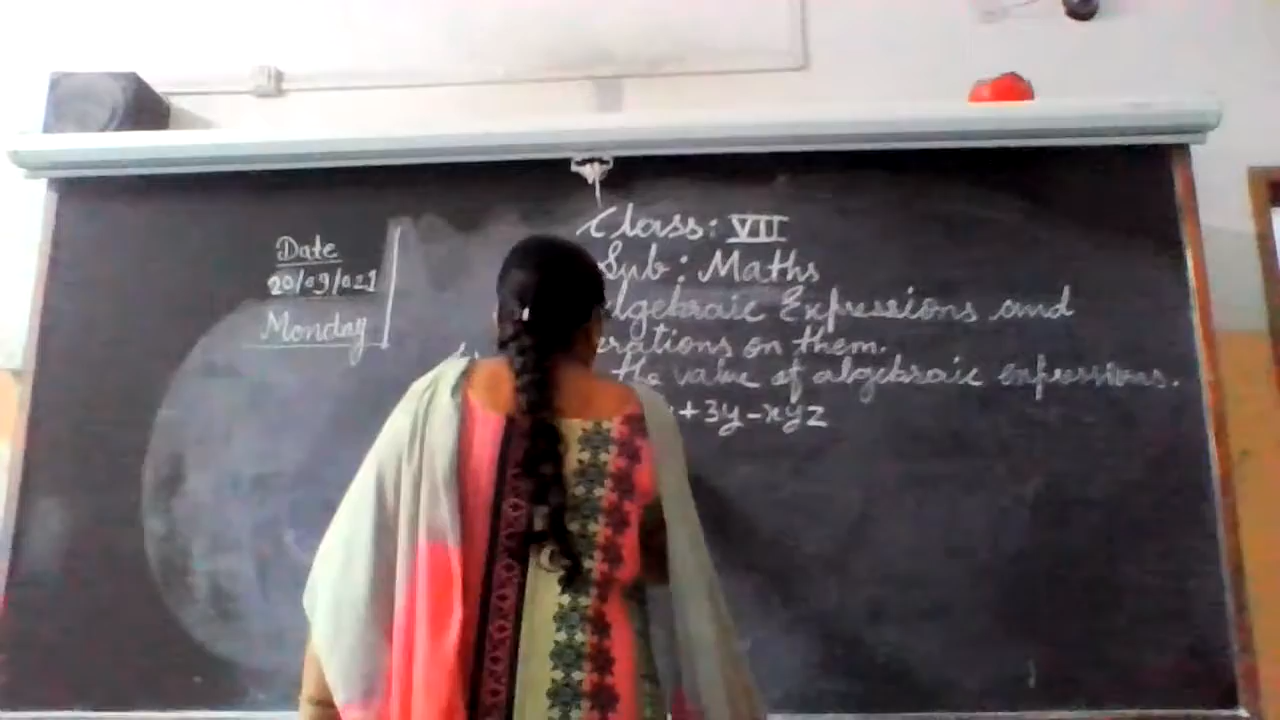 Date
20/09/021
Monday
Class: VII
Sub: Maths
lgebraic Expressions and
erations on them.
the value of algebraic expressions.
+3y-xyz